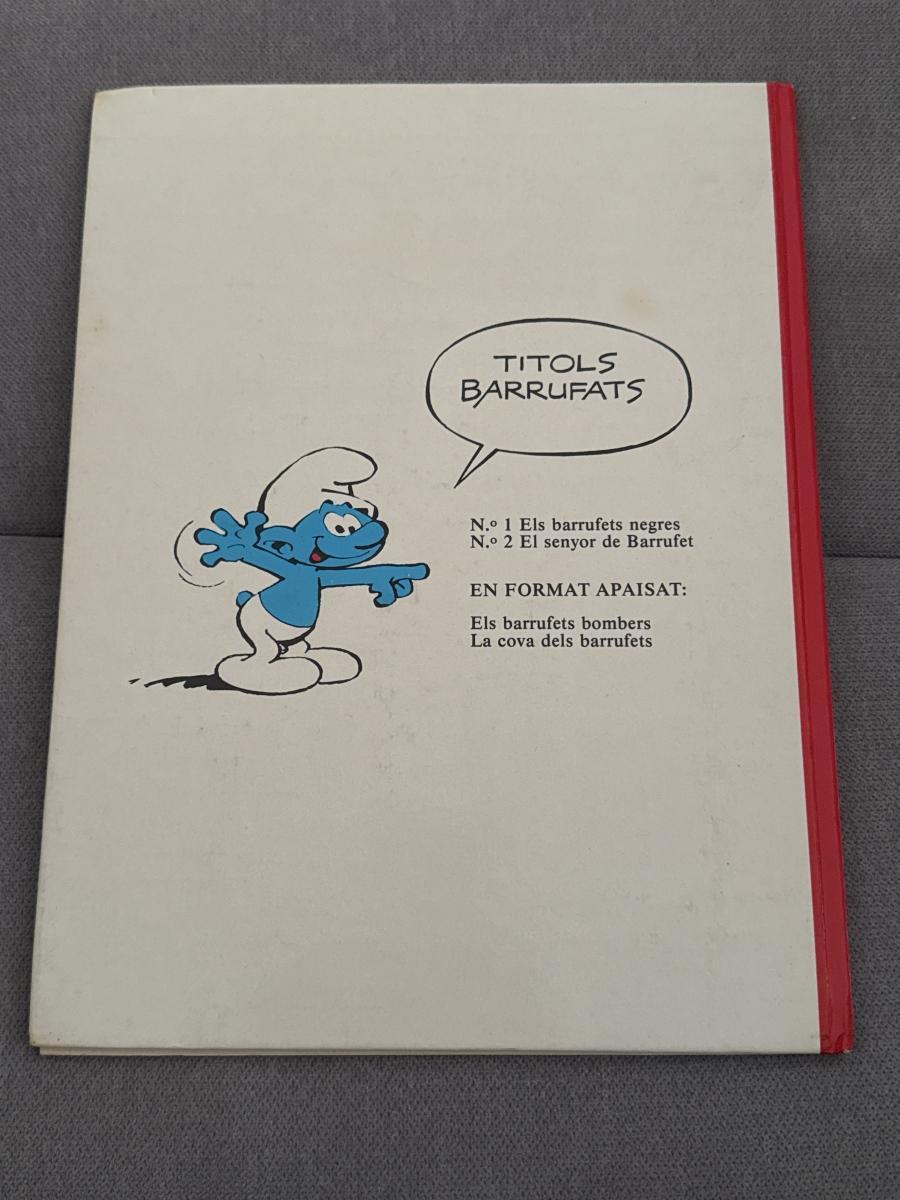 TITOLS
BARRUFATS
N.º 1 Els barrufets negres
N.º 2 El senyor de Barrufet
EN FORMAT APAISAT:
Els barrufets bombers
La cova dels barrufets